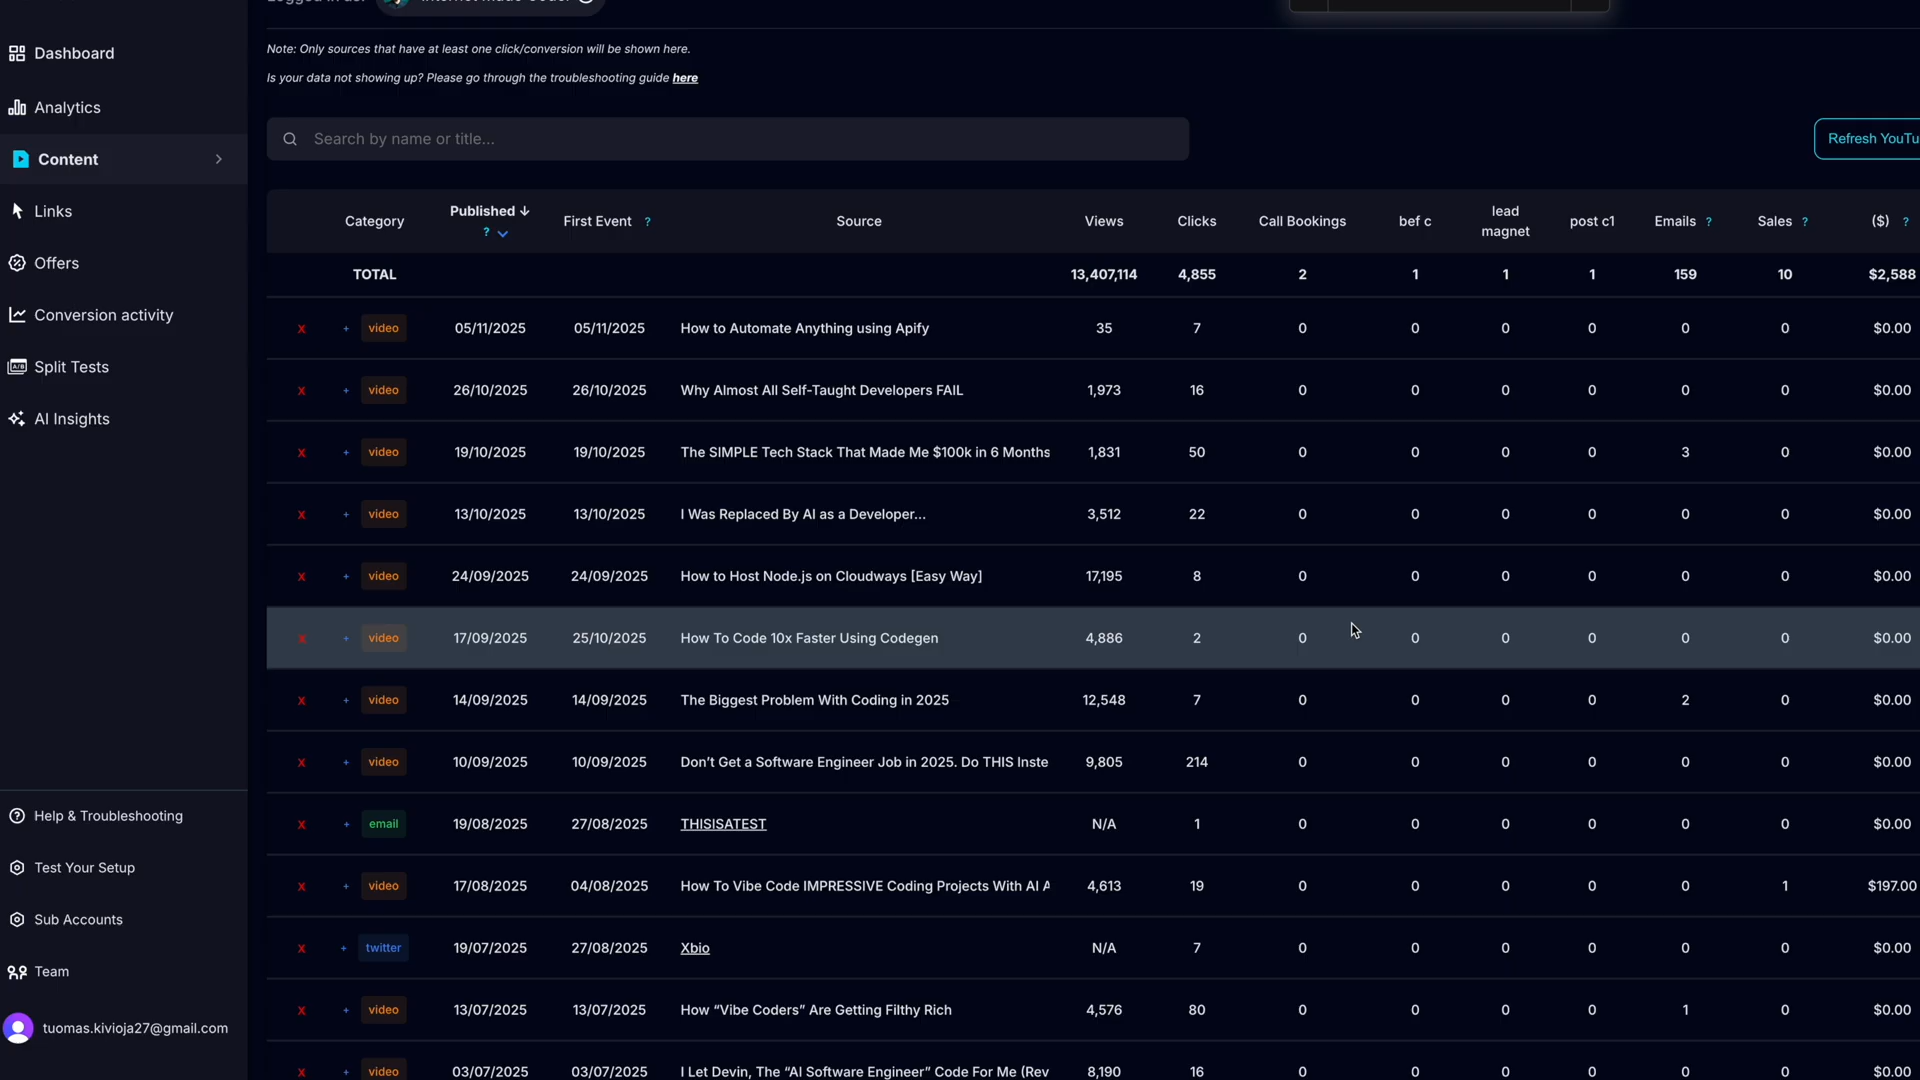 Dashboard
Analytics
Content
Links
Offers
Conversion activity
Split Tests
AI Insights
Help & Troubleshooting
Test Your Setup
Sub Accounts
Team
tuomas.kivioja27@gmail.com
Note: Only sources that have at least one click/conversion will be shown here.
Is your data not showing up? Please go through the troubleshooting guide here
Search by name or title...
Refresh YouTu
Category Published ↓ ? First Event ? Source Views Clicks Call Bookings bef c lead magnet post c1 Emails ? Sales ? ($) ?
TOTAL 13,407,114 4,855 2 1 1 1 159 10 $2,588
x + video 05/11/2025 05/11/2025 How to Automate Anything using Apify 35 7 0 0 0 0 0 0 $0.00
x + video 26/10/2025 26/10/2025 Why Almost All Self-Taught Developers FAIL 1,973 16 0 0 0 0 0 0 $0.00
x + video 19/10/2025 19/10/2025 The SIMPLE Tech Stack That Made Me $100k in 6 Months 1,831 50 0 0 0 0 3 0 $0.00
x + video 13/10/2025 13/10/2025 I Was Replaced By AI as a Developer... 3,512 22 0 0 0 0 0 0 $0.00
x + video 24/09/2025 24/09/2025 How to Host Node.js on Cloudways [Easy Way] 17,195 8 0 0 0 0 0 0 $0.00
x + video 17/09/2025 25/10/2025 How To Code 10x Faster Using Codegen 4,886 2 0 0 0 0 0 0 $0.00
x + video 14/09/2025 14/09/2025 The Biggest Problem With Coding in 2025 12,548 7 0 0 0 0 2 0 $0.00
x + video 10/09/2025 10/09/2025 Don’t Get a Software Engineer Job in 2025. Do THIS Inste 9,805 214 0 0 0 0 0 0 $0.00
x + email 19/08/2025 27/08/2025 THISISATEST N/A 1 0 0 0 0 0 0 $0.00
x + video 17/08/2025 04/08/2025 How To Vibe Code IMPRESSIVE Coding Projects With AI A 4,613 19 0 0 0 0 0 1 $197.00
x + twitter 19/07/2025 27/08/2025 Xbio N/A 7 0 0 0 0 0 0 $0.00
x + video 13/07/2025 13/07/2025 How “Vibe Coders” Are Getting Filthy Rich 4,576 80 0 0 0 0 1 0 $0.00
x + video 03/07/2025 03/07/2025 I Let Devin, The “AI Software Engineer” Code For Me (Rev 8,190 16 0 0 0 0 0 0 $0.00